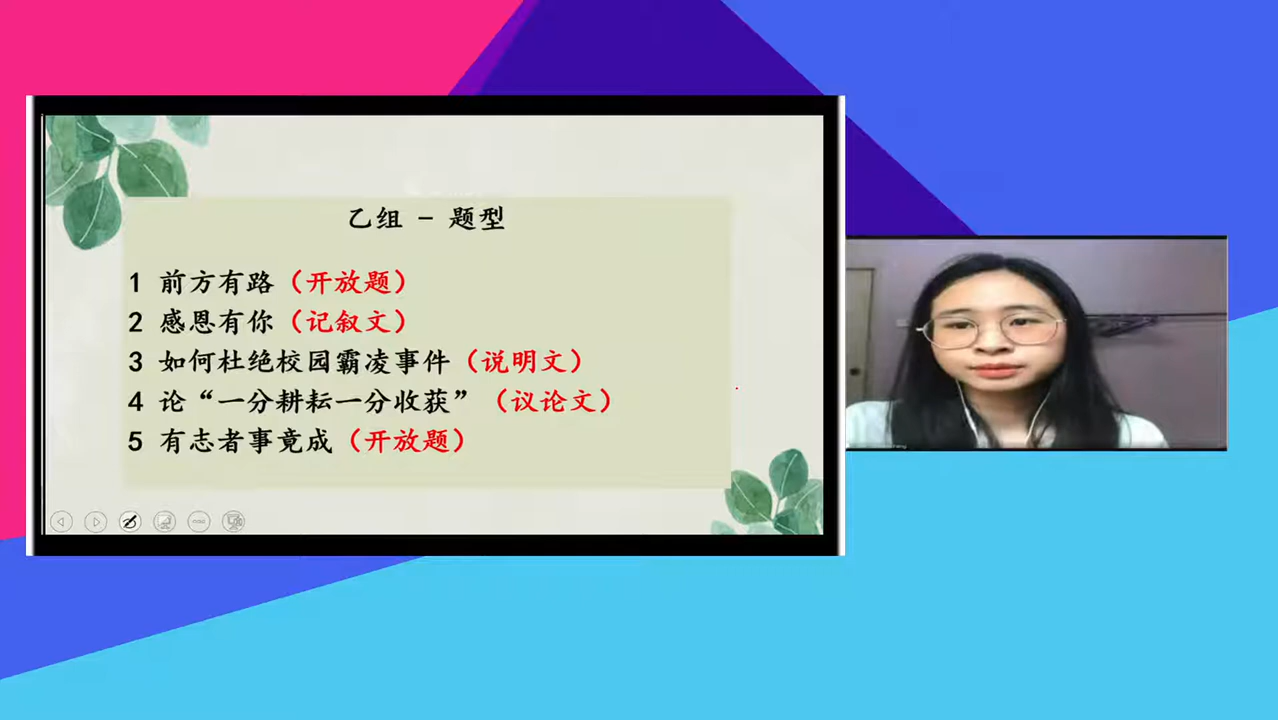 乙组 - 题型
1 前方有路（开放题）
2 感恩有你（记叙文）
3 如何杜绝校园霸凌事件（说明文）
4 论“一分耕耘一分收获”（议论文）
5 有志者事竟成（开放题）